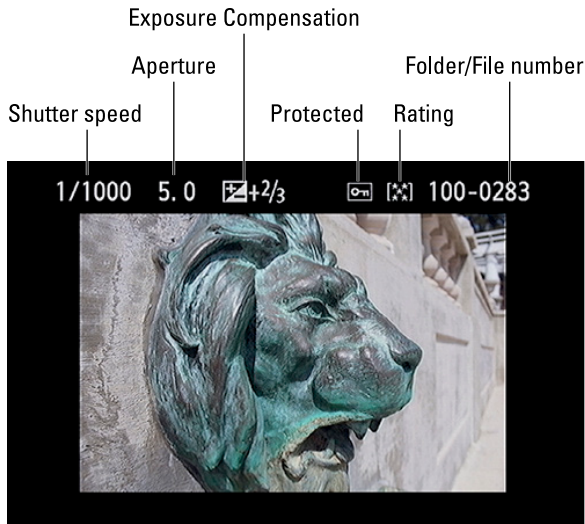 Exposure Compensation
Aperture
Folder/File number
Shutter speed
Protected
Rating
1/1000 5.0 +2/3 100-0283